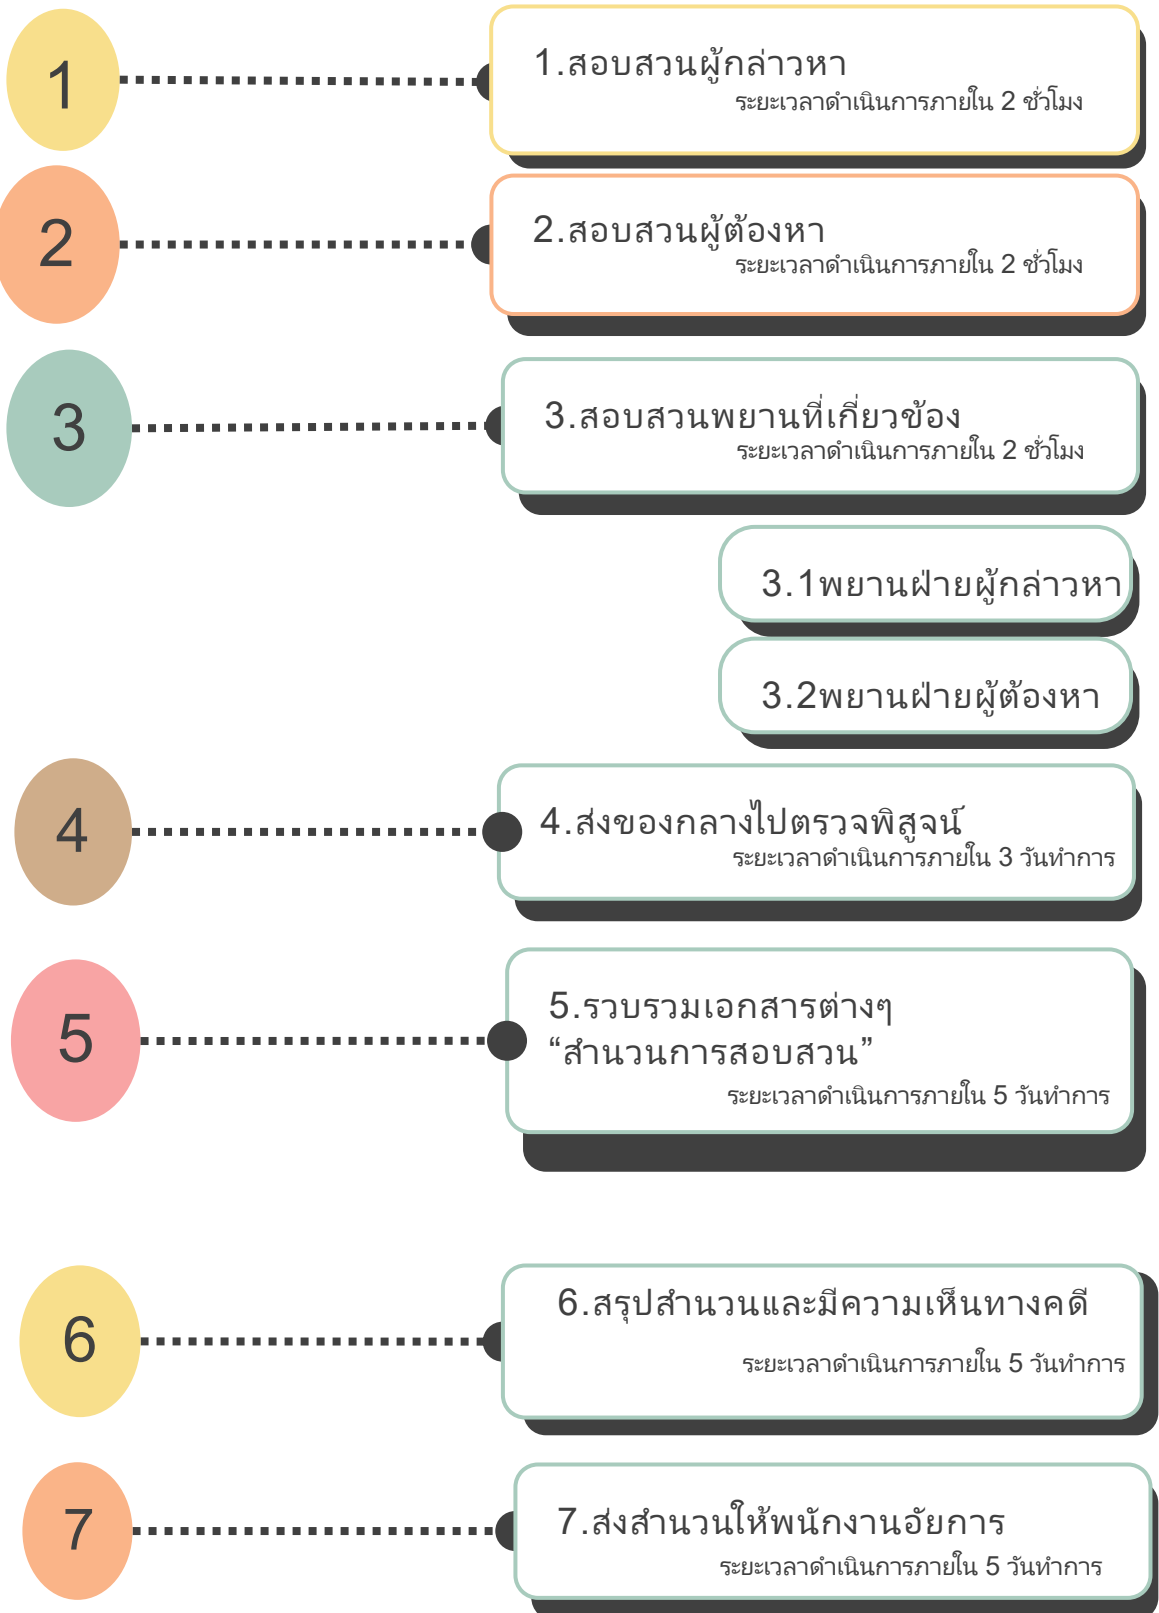 1
1.สอบสวนผู้กล่าวหา
ระยะเวลาดำเนินการภายใน 2 ชั่วโมง
2
2.สอบสวนผู้ต้องหา
ระยะเวลาดำเนินการภายใน 2 ชั่วโมง
3
3.สอบสวนพยานที่เกี่ยวข้อง
ระยะเวลาดำเนินการภายใน 2 ชั่วโมง
3.1พยานฝ่ายผู้กล่าวหา
3.2พยานฝ่ายผู้ต้องหา
4
4.ส่งของกลางไปตรวจพิสูจน์
ระยะเวลาดำเนินการภายใน 3 วันทำการ
5
5.รวบรวมเอกสารต่างๆ
“สำนวนการสอบสวน”
ระยะเวลาดำเนินการภายใน 5 วันทำการ
6
6.สรุปสำนวนและมีความเห็นทางคดี
ระยะเวลาดำเนินการภายใน 5 วันทำการ
7
7.ส่งสำนวนให้พนักงานอัยการ
ระยะเวลาดำเนินการภายใน 5 วันทำการ